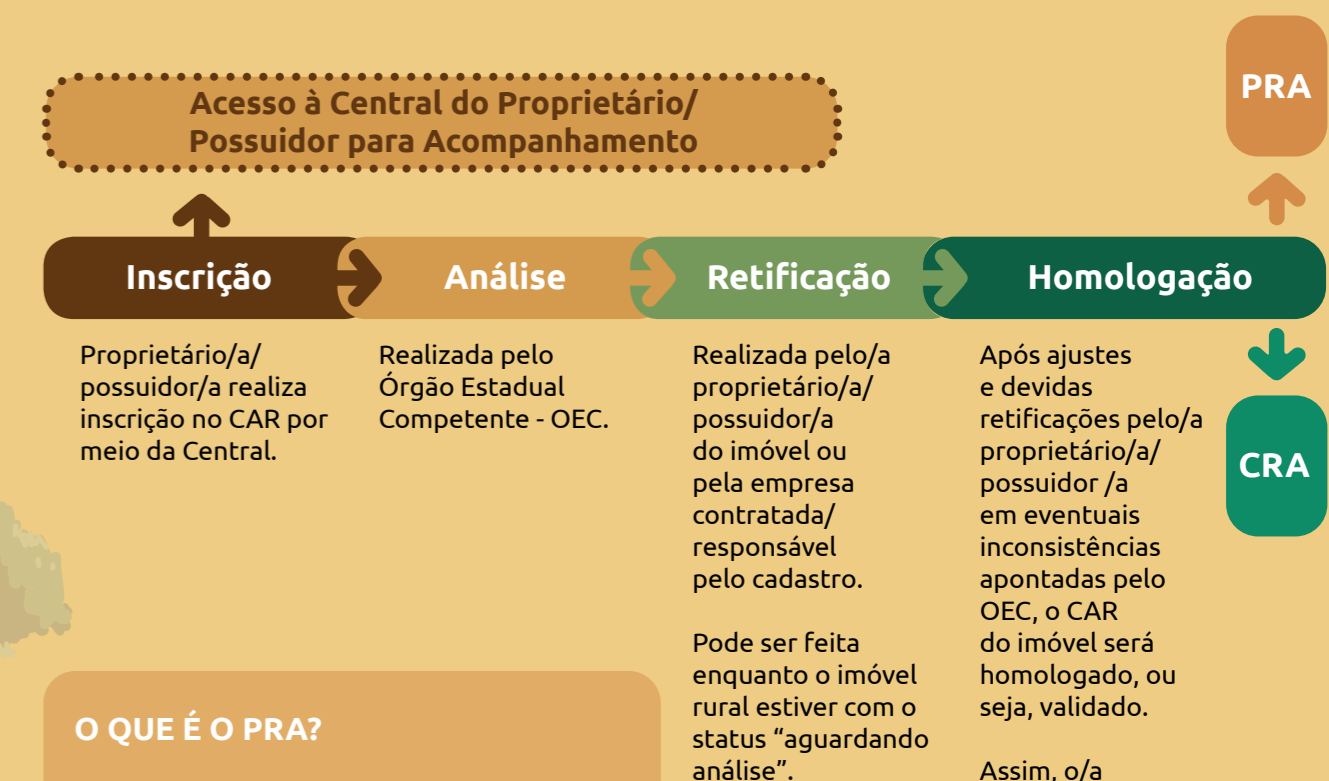 PRA
Acesso à Central do Proprietário/
Possuidor para Acompanhamento
Inscrição
Proprietário/a/
possuidor/a realiza
inscrição no CAR por
meio da Central.
Análise
Realizada pelo
Órgão Estadual
Competente - OEC.
Retificação
Realizada pelo/a
proprietário/a/
possuidor/a
do imóvel ou
pela empresa
contratada/
responsável
pelo cadastro.
Pode ser feita
enquanto o imóvel
rural estiver com o
status “aguardando
análise”.
Homologação
Após ajustes
e devidas
retificações pelo/a
proprietário/a/
possuidor /a
em eventuais
inconsistências
apontadas pelo
OEC, o CAR
do imóvel será
homologado, ou
seja, validado.
Assim, o/a
CRA
O QUE É O PRA?